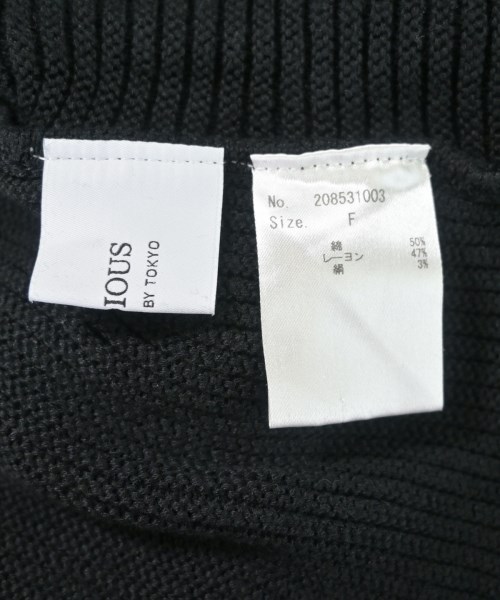 IOUS
BY TOKYO
No. 208531003
Size. F
綿 50%
レーヨン 47%
絹 3%